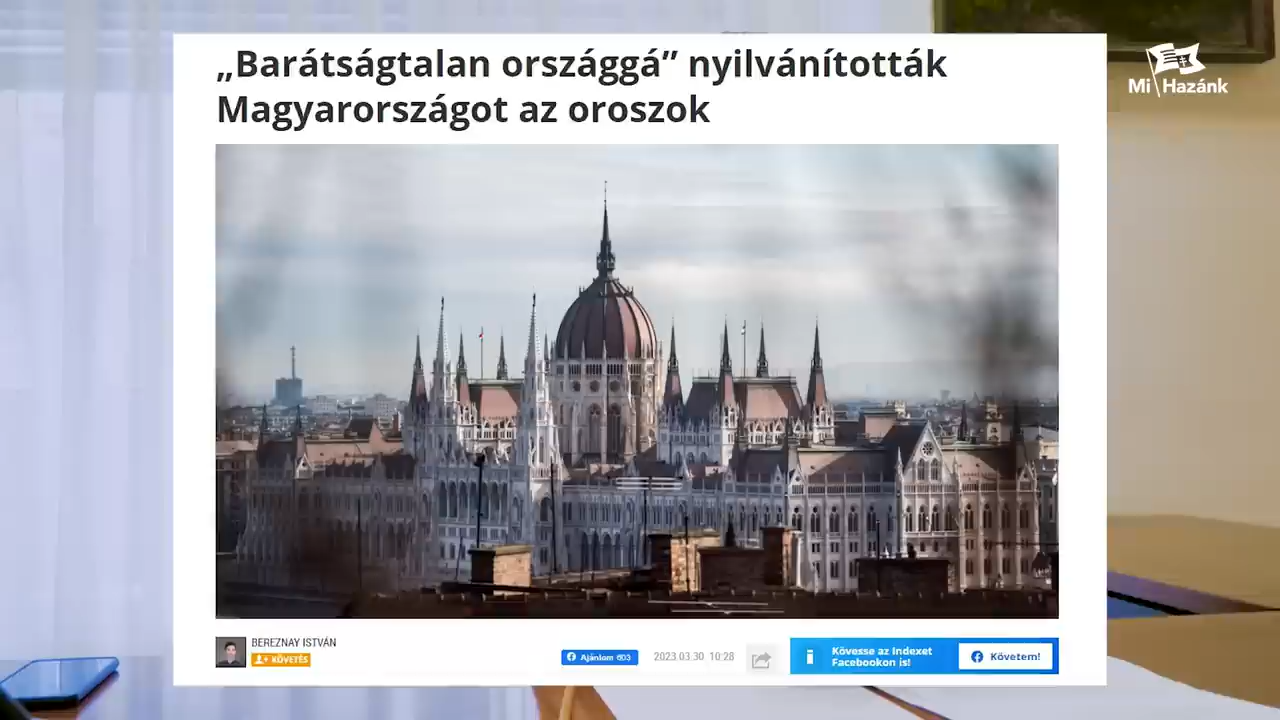 „Barátságtalan országgá” nyilvánították
Magyarországot az oroszok
Mi Hazánk
BEREZNAY ISTVÁN
KÖVETÉS
Ajánlom 603
2023.03.30 10:28
Kövesse az Indexet
Facebookon is!
Követem!